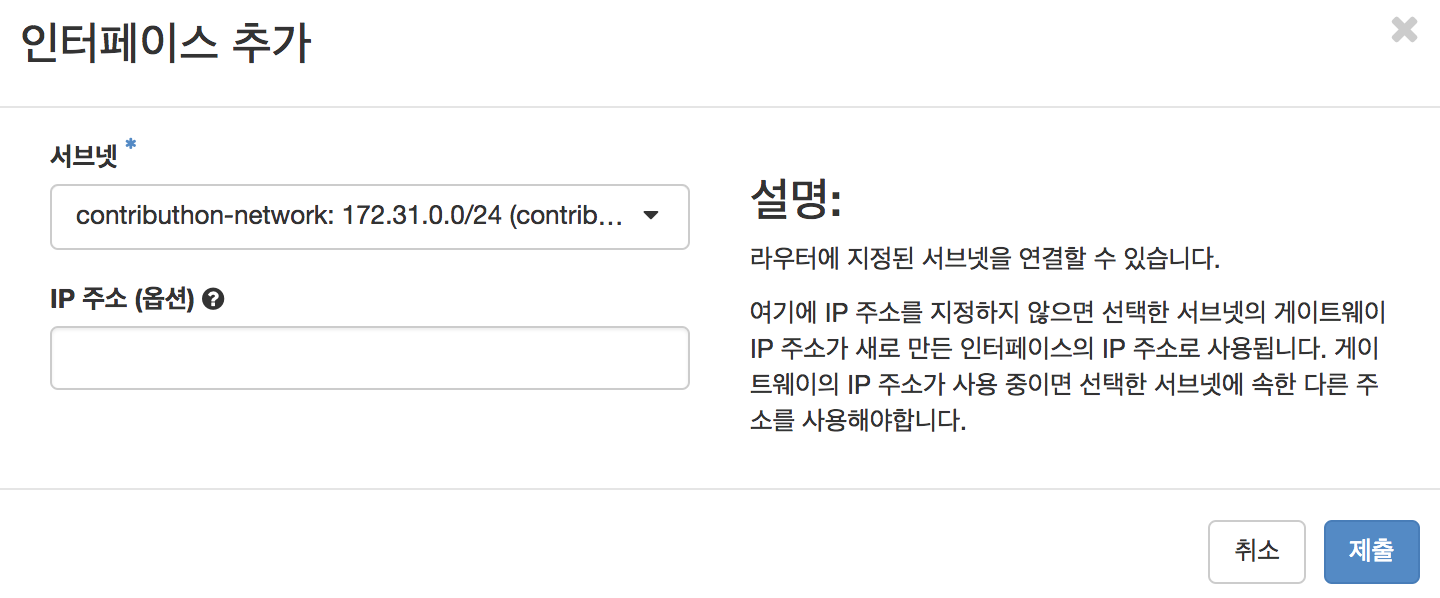 인터페이스 추가
서브넷 *
contributhon-network: 172.31.0.0/24 (contrib...
IP 주소 (옵션)
설명:
라우터에 지정된 서브넷을 연결할 수 있습니다.
여기에 IP 주소를 지정하지 않으면 선택한 서브넷의 게이트웨이
IP 주소가 새로 만든 인터페이스의 IP 주소로 사용됩니다. 게이
트웨이의 IP 주소가 사용 중이면 선택한 서브넷에 속한 다른 주
소를 사용해야합니다.
취소
제출